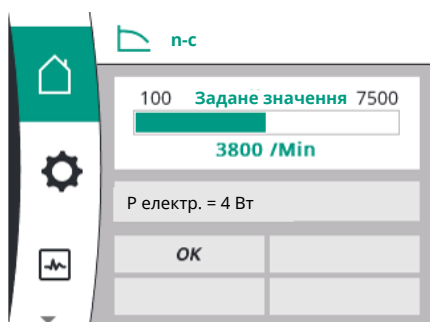 n-c
100 Задане значення 7500
3800 /Min
P електр. = 4 Вт
OK